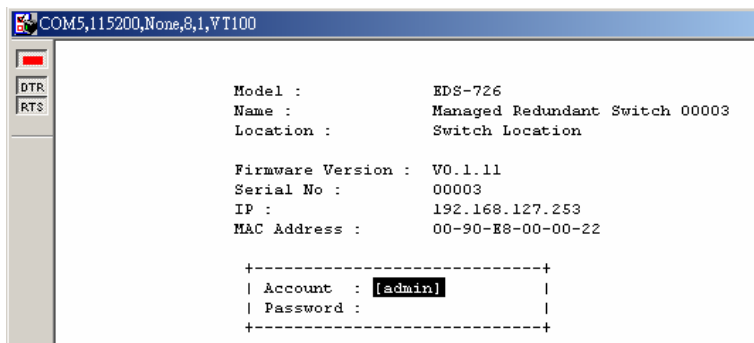 COM5,115200,None,8,1,VT100
DTR
RTS
Model : EDS-726
Name : Managed Redundant Switch 00003
Location : Switch Location
Firmware Version : V0.1.11
Serial No : 00003
IP : 192.168.127.253
MAC Address : 00-90-E8-00-00-22
+-----------------------------+
| Account : [admin] |
| Password : |
+-----------------------------+